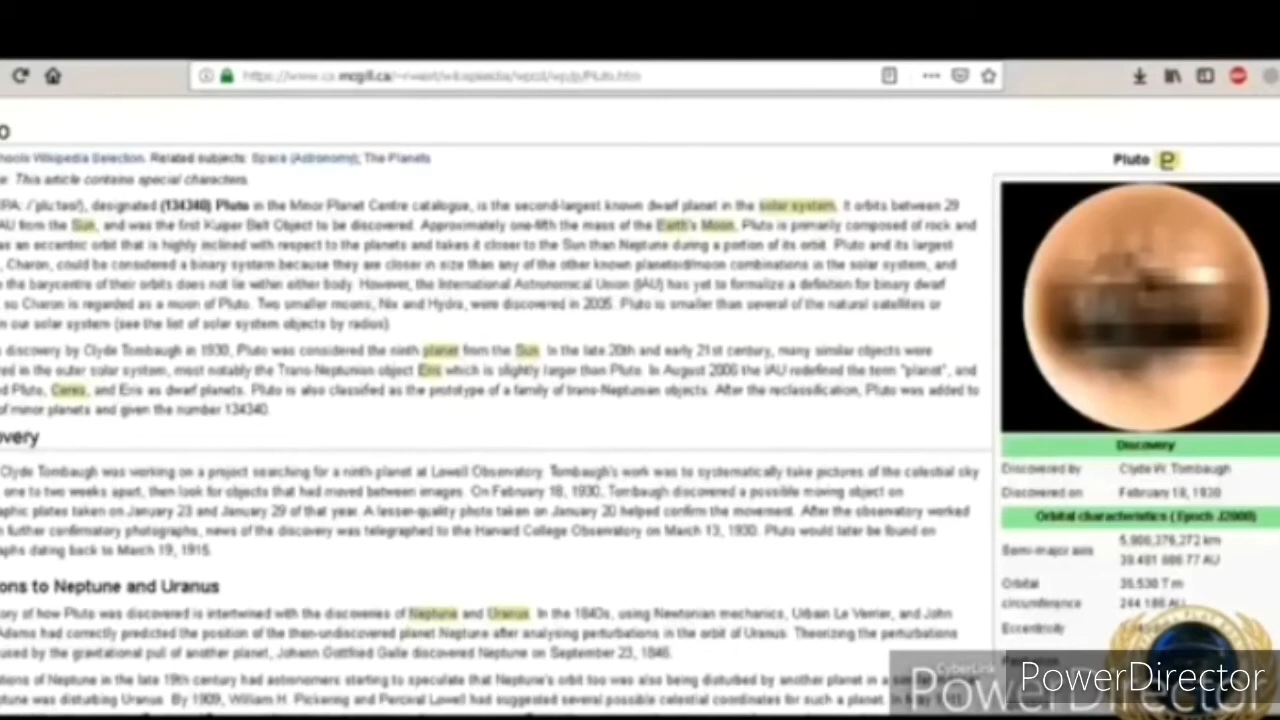 https://www.cs.mcgill.ca/~rwest/wikispeedia/wpcd/wp/p/Pluto.htm
hools Wikipedia Selection. Related subjects: Space (Astronomy); The Planets
Pluto
e: This article contains special characters.
designated (134340) Pluto in the Minor Planet Centre catalogue, is the second-largest known dwarf planet in the solar system. It orbits between 29
AU from the Sun, and was the first Kuiper Belt Object to be discovered. Approximately one-fifth the mass of the Earth's Moon, Pluto is primarily composed of rock and
as an eccentric orbit that is highly inclined with respect to the planets and takes it closer to the Sun than Neptune during a portion of its orbit. Pluto and its largest
, Charon, could be considered a binary system because they are closer in size than any of the other known planetoid/moon combinations in the solar system, and
the barycentre of their orbits does not lie within either body. However, the International Astronomical Union (IAU) has yet to formalize a definition for binary dwarf
, so Charon is regarded as a moon of Pluto. Two smaller moons, Nix and Hydra, were discovered in 2005. Pluto is smaller than several of the natural satellites or
n our solar system (see the list of solar system objects by radius).
discovery by Clyde Tombaugh in 1930, Pluto was considered the ninth planet from the Sun. In the late 20th and early 21st century, many similar objects were
ed in the outer solar system, most notably the Trans-Neptunian object Eris which is slightly larger than Pluto. In August 2006 the IAU redefined the term "planet", and
d Pluto, Ceres, and Eris as dwarf planets. Pluto is also classified as the prototype of a family of trans-Neptunian objects. After the reclassification, Pluto was added to
of minor planets and given the number 134340.
overy
Clyde Tombaugh was working on a project searching for a ninth planet at Lowell Observatory. Tombaugh's work was to systematically take pictures of the celestial sky
one to two weeks apart, then look for objects that had moved between images. On February 18, 1930, Tombaugh discovered a possible moving object on
aphic plates taken on January 23 and January 29 of that year. A lesser-quality photo taken on January 20 helped confirm the movement. After the observatory worked
n further confirmatory photographs, news of the discovery was telegraphed to the Harvard College Observatory on March 13, 1930. Pluto would later be found on
aphs dating back to March 19, 1915.
ons to Neptune and Uranus
ory of how Pluto was discovered is intertwined with the discoveries of Neptune and Uranus. In the 1840s, using Newtonian mechanics, Urbain Le Verrier, and John
Adams had correctly predicted the position of the then-undiscovered planet Neptune after analysing perturbations in the orbit of Uranus. Theorizing the perturbations
used by the gravitational pull of another planet, Johann Gottfried Galle discovered Neptune on September 23, 1846.
ations of Neptune in the late 19th century had astronomers starting to speculate that Neptune's orbit too was also being disturbed by another planet in a
ptune was disturbing Uranus. By 1909, William H. Pickering and Percival Lowell had suggested several possible celestial coordinates for such a planet. In May
Discovery
Discovered by Clyde W. Tombaugh
Discovered on February 18, 1930
Orbital characteristics (Epoch J2000)
Semi-major axis 5,906,376,272 km
39.481 686 77 AU
Orbital circumference 36.530 Tm
244.186 AU
Eccentricity
CyberLink
PowerDirector
PowerDirector